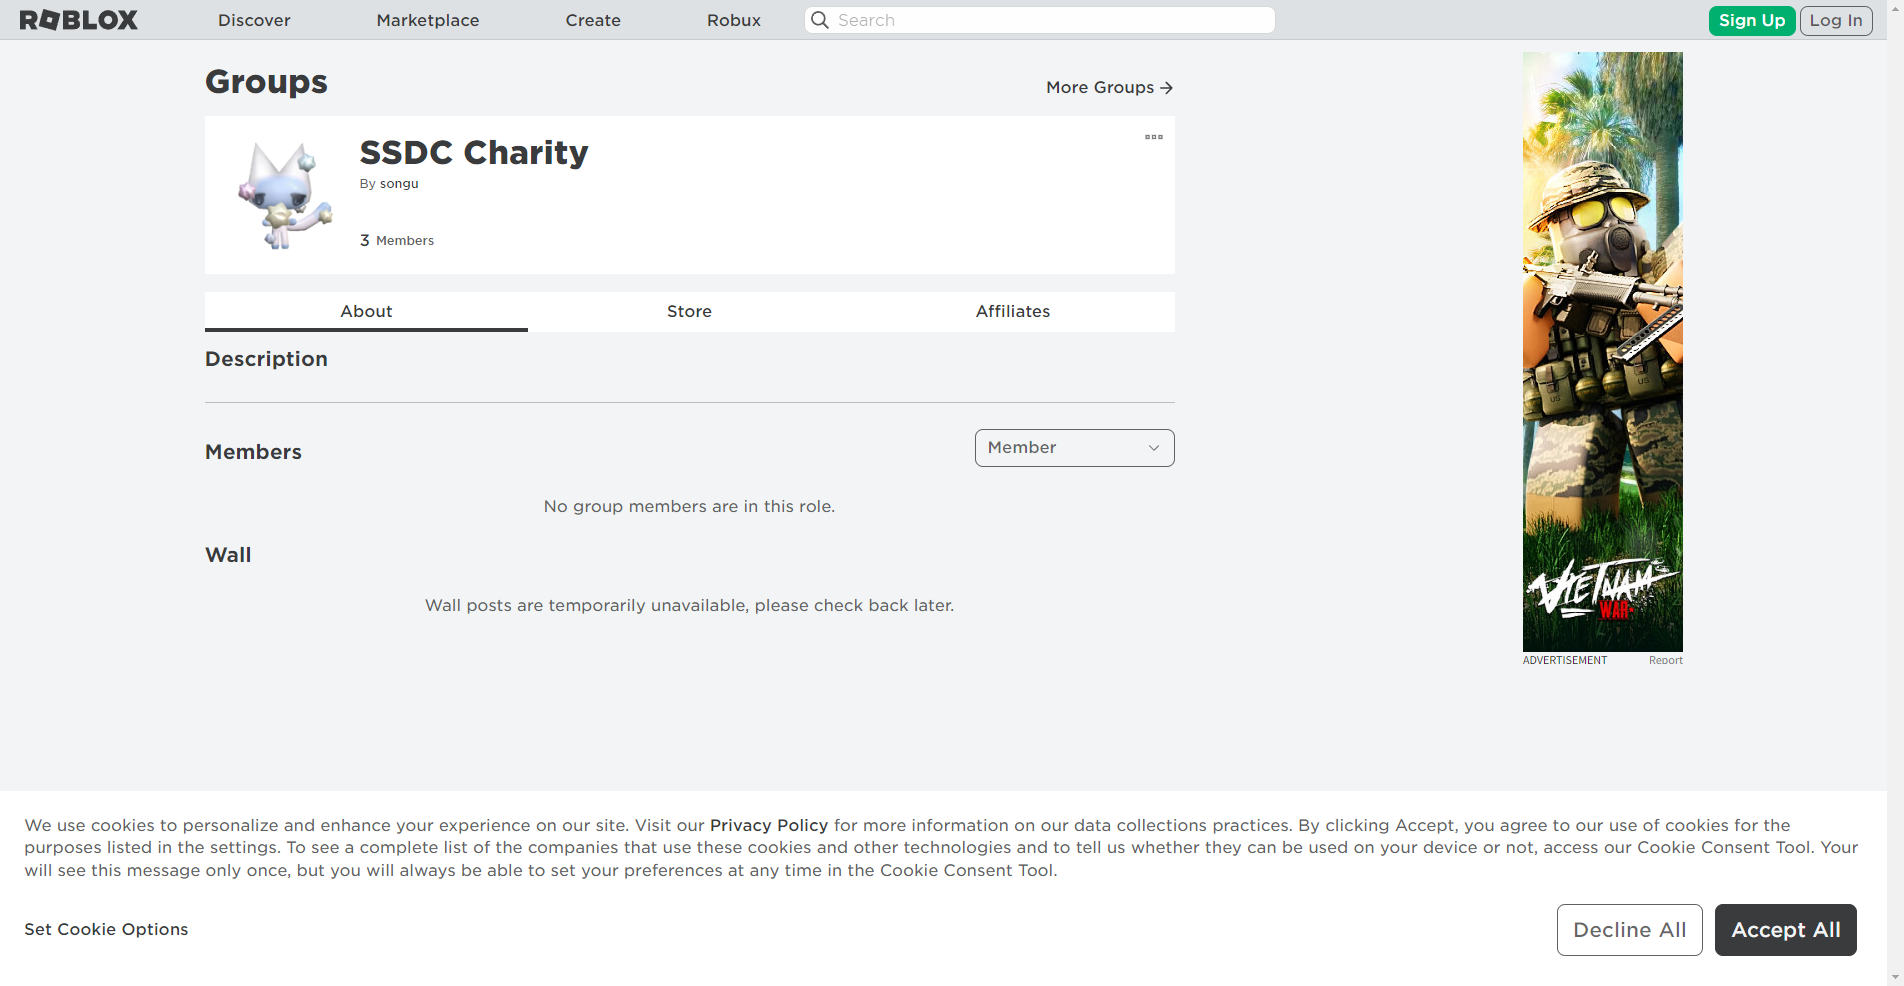 ROBLOX Discover Marketplace Create Robux Search Sign Up Log In
Groups
More Groups
SSDC Charity
By songu
3 Members
About Store Affiliates
Description
Members
Member
No group members are in this role.
Wall
Wall posts are temporarily unavailable, please check back later.
US
US
VIETNAM
WAR
ADVERTISEMENT Report
We use cookies to personalize and enhance your experience on our site. Visit our Privacy Policy for more information on our data collections practices. By clicking Accept, you agree to our use of cookies for the
purposes listed in the settings. To see a complete list of the companies that use these cookies and other technologies and to tell us whether they can be used on your device or not, access our Cookie Consent Tool. Your
will see this message only once, but you will always be able to set your preferences at any time in the Cookie Consent Tool.
Set Cookie Options
Decline All
Accept All